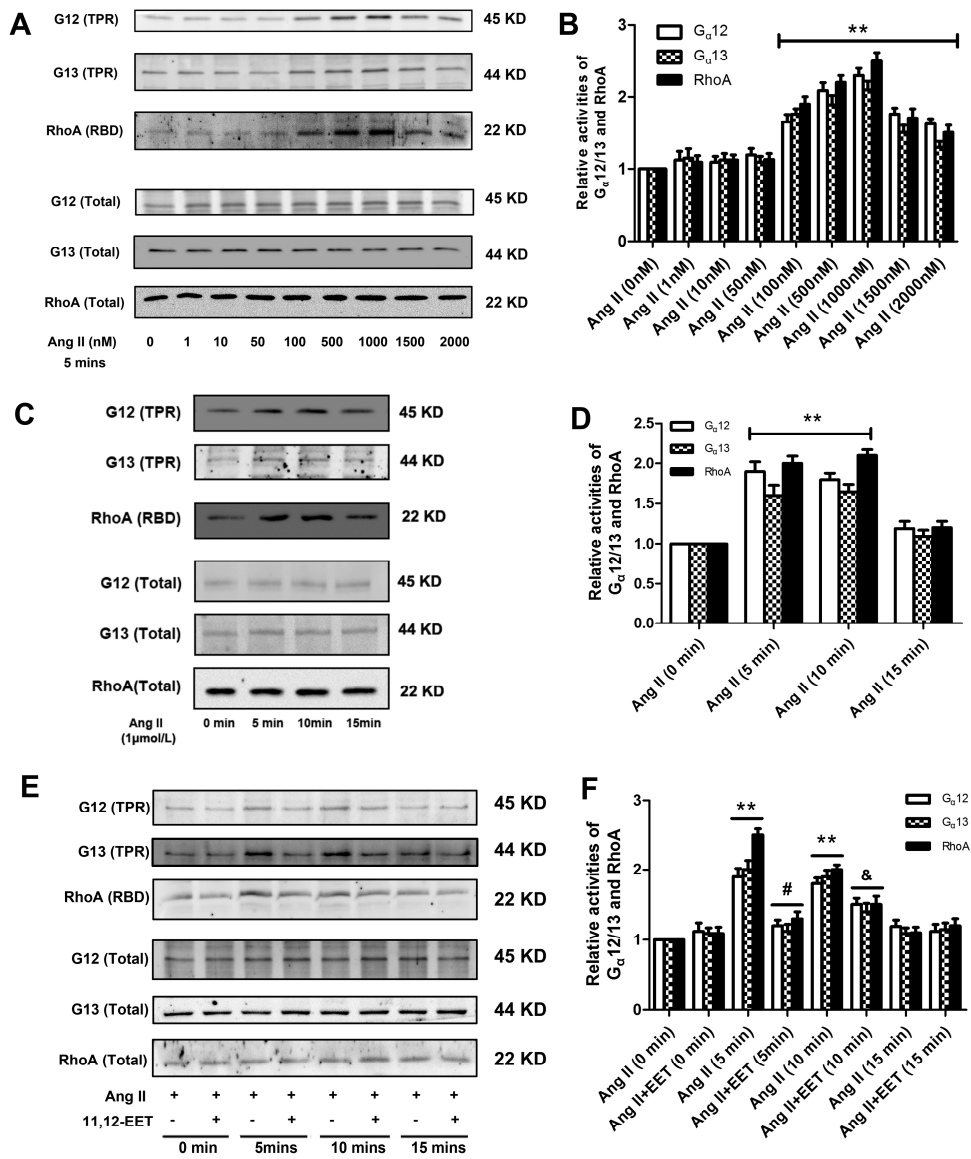 A
G12 (TPR) 45 KD
G13 (TPR) 44 KD
RhoA (RBD) 22 KD
G12 (Total) 45 KD
G13 (Total) 44 KD
RhoA (Total) 22 KD
Ang II (nM) 0 1 10 50 100 500 1000 1500 2000
5 mins
B
Relative activities of
Gα12/13 and RhoA
3
2
1
0
Gα12
Gα13
RhoA
**
Ang II (0nM)
Ang II (1nM)
Ang II (10nM)
Ang II (50nM)
Ang II (100nM)
Ang II (500nM)
Ang II (1000nM)
Ang II (1500nM)
Ang II (2000nM)
C
G12 (TPR) 45 KD
G13 (TPR) 44 KD
RhoA (RBD) 22 KD
G12 (Total) 45 KD
G13 (Total) 44 KD
RhoA(Total) 22 KD
Ang II 0 min 5 min 10min 15min
(1μmol/L)
D
Relative activities of
Gα12/13 and RhoA
2.5
2.0
1.5
1.0
0.5
0.0
Gα12
Gα13
RhoA
**
Ang II (0 min)
Ang II (5 min)
Ang II (10 min)
Ang II (15 min)
E
G12 (TPR) 45 KD
G13 (TPR) 44 KD
RhoA (RBD) 22 KD
G12 (Total) 45 KD
G13 (Total) 44 KD
RhoA (Total) 22 KD
Ang II + + + + + + + +
11,12-EET - + - + - + - +
0 min 5mins 10 mins 15 mins
F
Relative activities of
Gα12/13 and RhoA
3
2
1
0
Gα12
Gα13
RhoA
**
#
**
&
Ang II (0 min)
Ang II+EET (0 min)
Ang II (5 min)
Ang II+EET (5min)
Ang II (10 min)
Ang II+EET (10 min)
Ang II (15 min)
Ang II+EET (15 min)